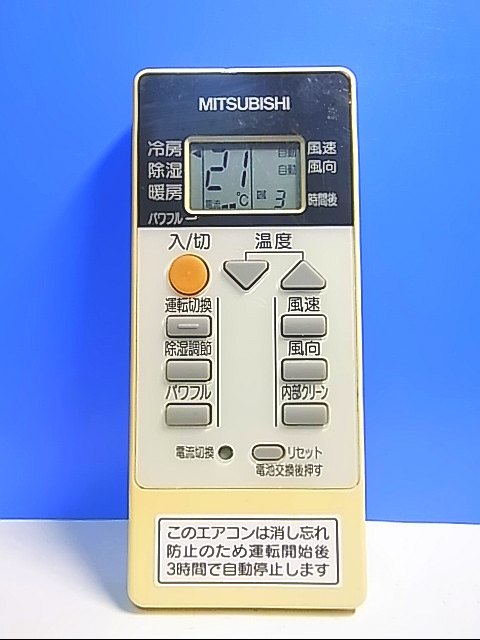 MITSUBISHI
冷房
除湿
暖房
パワフル
21
℃
電流
自動
自動
3
風速
風向
時間後
入/切
温度
運転切換
除湿調節
パワフル
風速
風向
内部クリーン
電流切換
リセット
電池交換後押す
このエアコンは消し忘れ
防止のため運転開始後
3時間で自動停止します